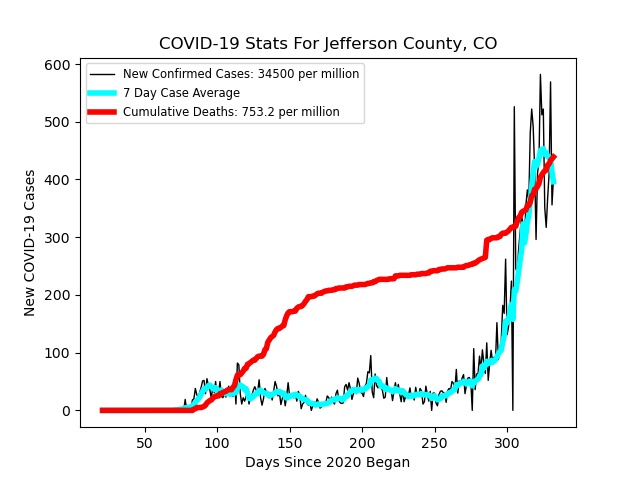 COVID-19 Stats For Jefferson County, CO
600
New Confirmed Cases: 34500 per million
7 Day Case Average
Cumulative Deaths: 753.2 per million
500
400
300
200
100
0
New COVID-19 Cases
50 100 150 200 250 300
Days Since 2020 Began